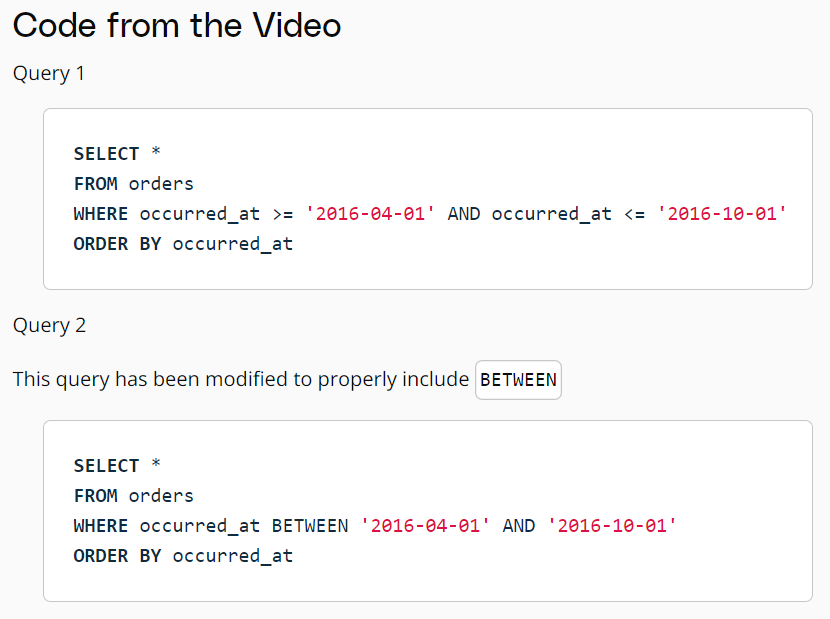 Code from the Video
Query 1
SELECT *
FROM orders
WHERE occurred_at >= '2016-04-01' AND occurred_at <= '2016-10-01'
ORDER BY occurred_at
Query 2
This query has been modified to properly include BETWEEN
SELECT *
FROM orders
WHERE occurred_at BETWEEN '2016-04-01' AND '2016-10-01'
ORDER BY occurred_at